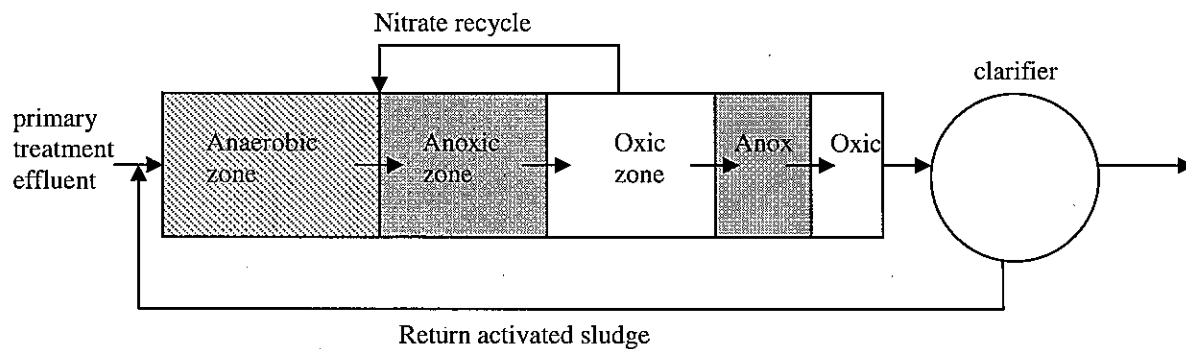 Nitrate recycle
clarifier
primary
treatment
effluent
Anaerobic
zone
Anoxic
zone
Oxic
zone
Anox
Oxic
Return activated sludge